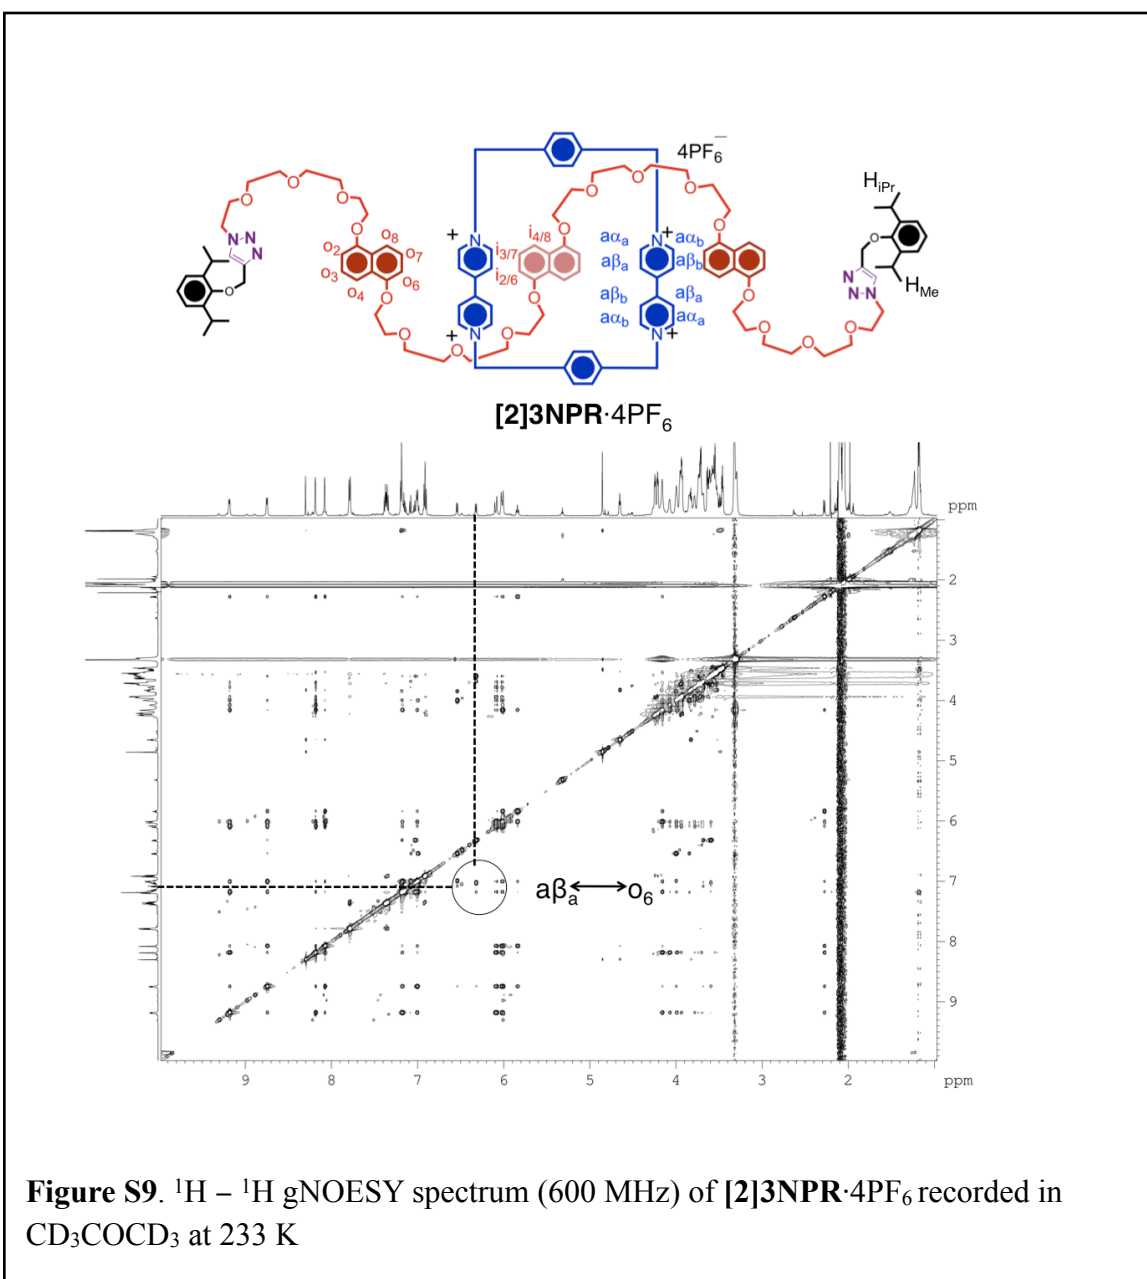 4PF6–
HiPr
O O O O O O
O O O
N N N
O
O
o2 o8
o7
o3
o4 o6
O
i4/8
i3/7
i2/6
O
+ N
N +
aαa N+ aαb
aβa aβb
aβb aβa
aαb N+ aαa
O
O
O
N
N-N
HMe
O O O O O O
[2]3NPR·4PF6
ppm
2
3
4
5
6
7
8
9
aβa ⟷ o6
9 8 7 6 5 4 3 2 ppm
Figure S9. ¹H – ¹H gNOESY spectrum (600 MHz) of [2]3NPR·4PF₆ recorded in
CD₃COCD₃ at 233 K